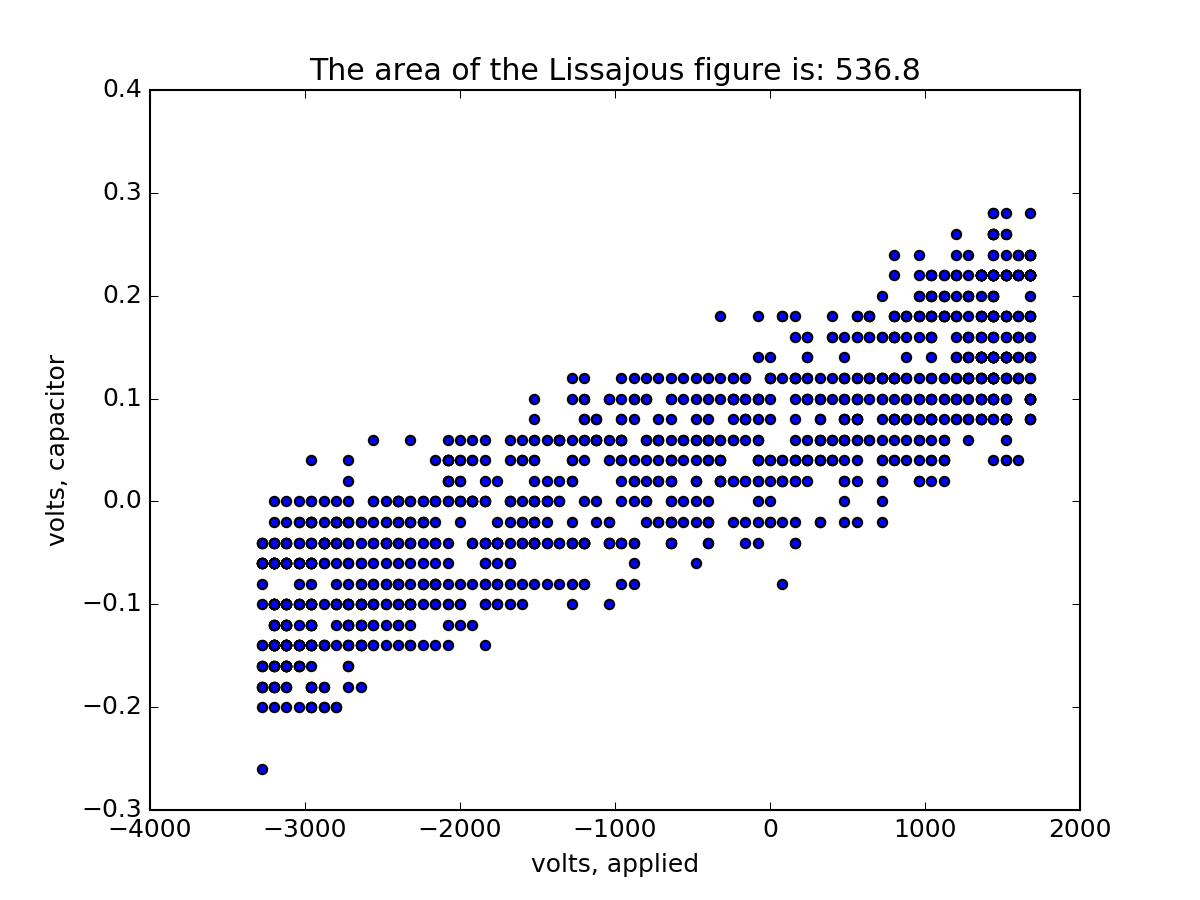 The area of the Lissajous figure is: 536.8
0.4
0.3
0.2
0.1
0.0
−0.1
−0.2
−0.3
volts, capacitor
−4000 −3000 −2000 −1000 0 1000 2000
volts, applied